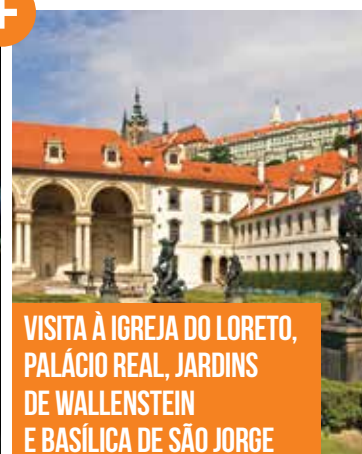 +
VISITA À IGREJA DO LORETO,
PALÁCIO REAL, JARDINS
DE WALLENSTEIN
E BASÍLICA DE SÃO JORGE